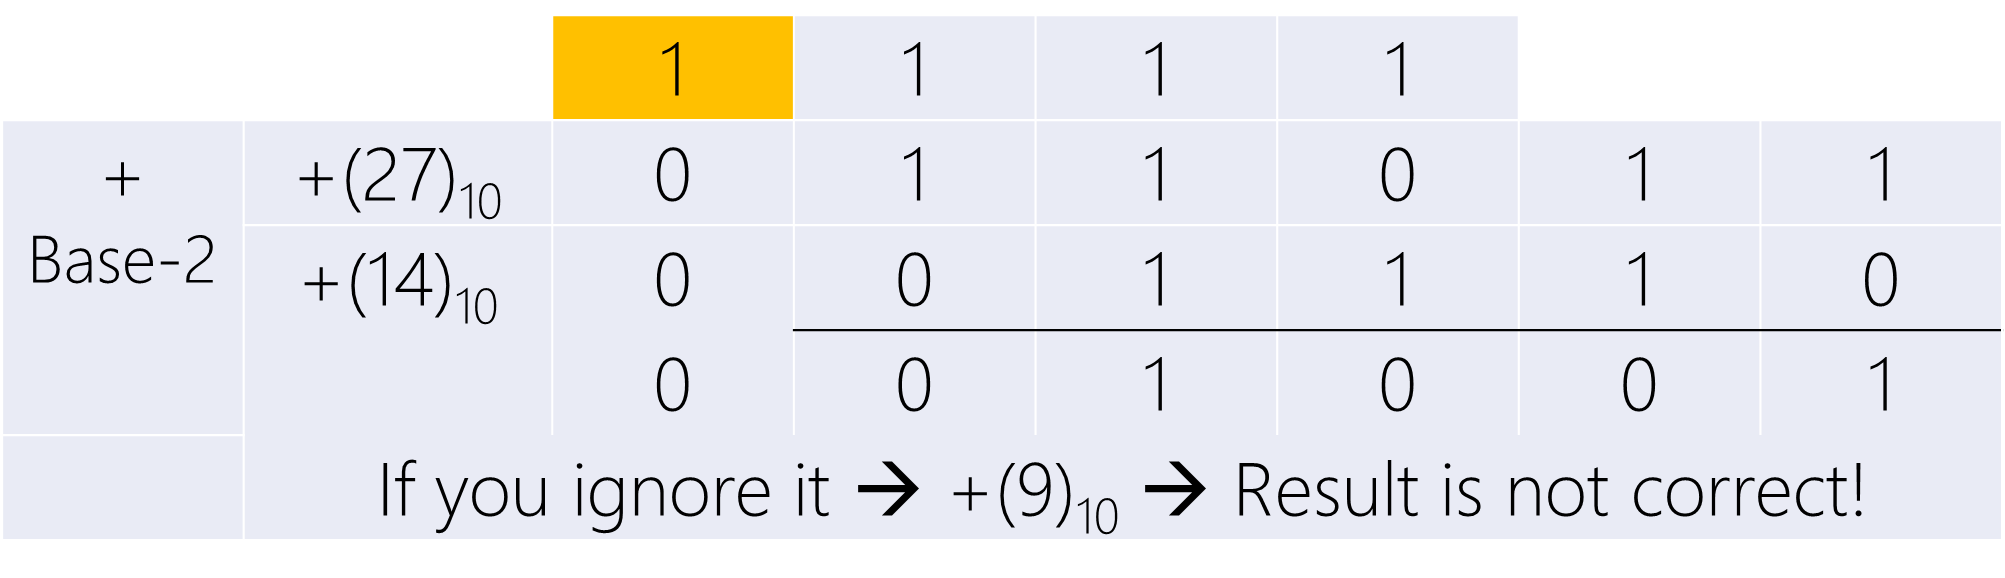 1 1 1 1
+ +(27)₁₀ 0 1 1 0 1 1
Base-2 +(14)₁₀ 0 0 1 1 1 0
0 0 1 0 0 1
If you ignore it → +(9)₁₀ → Result is not correct!